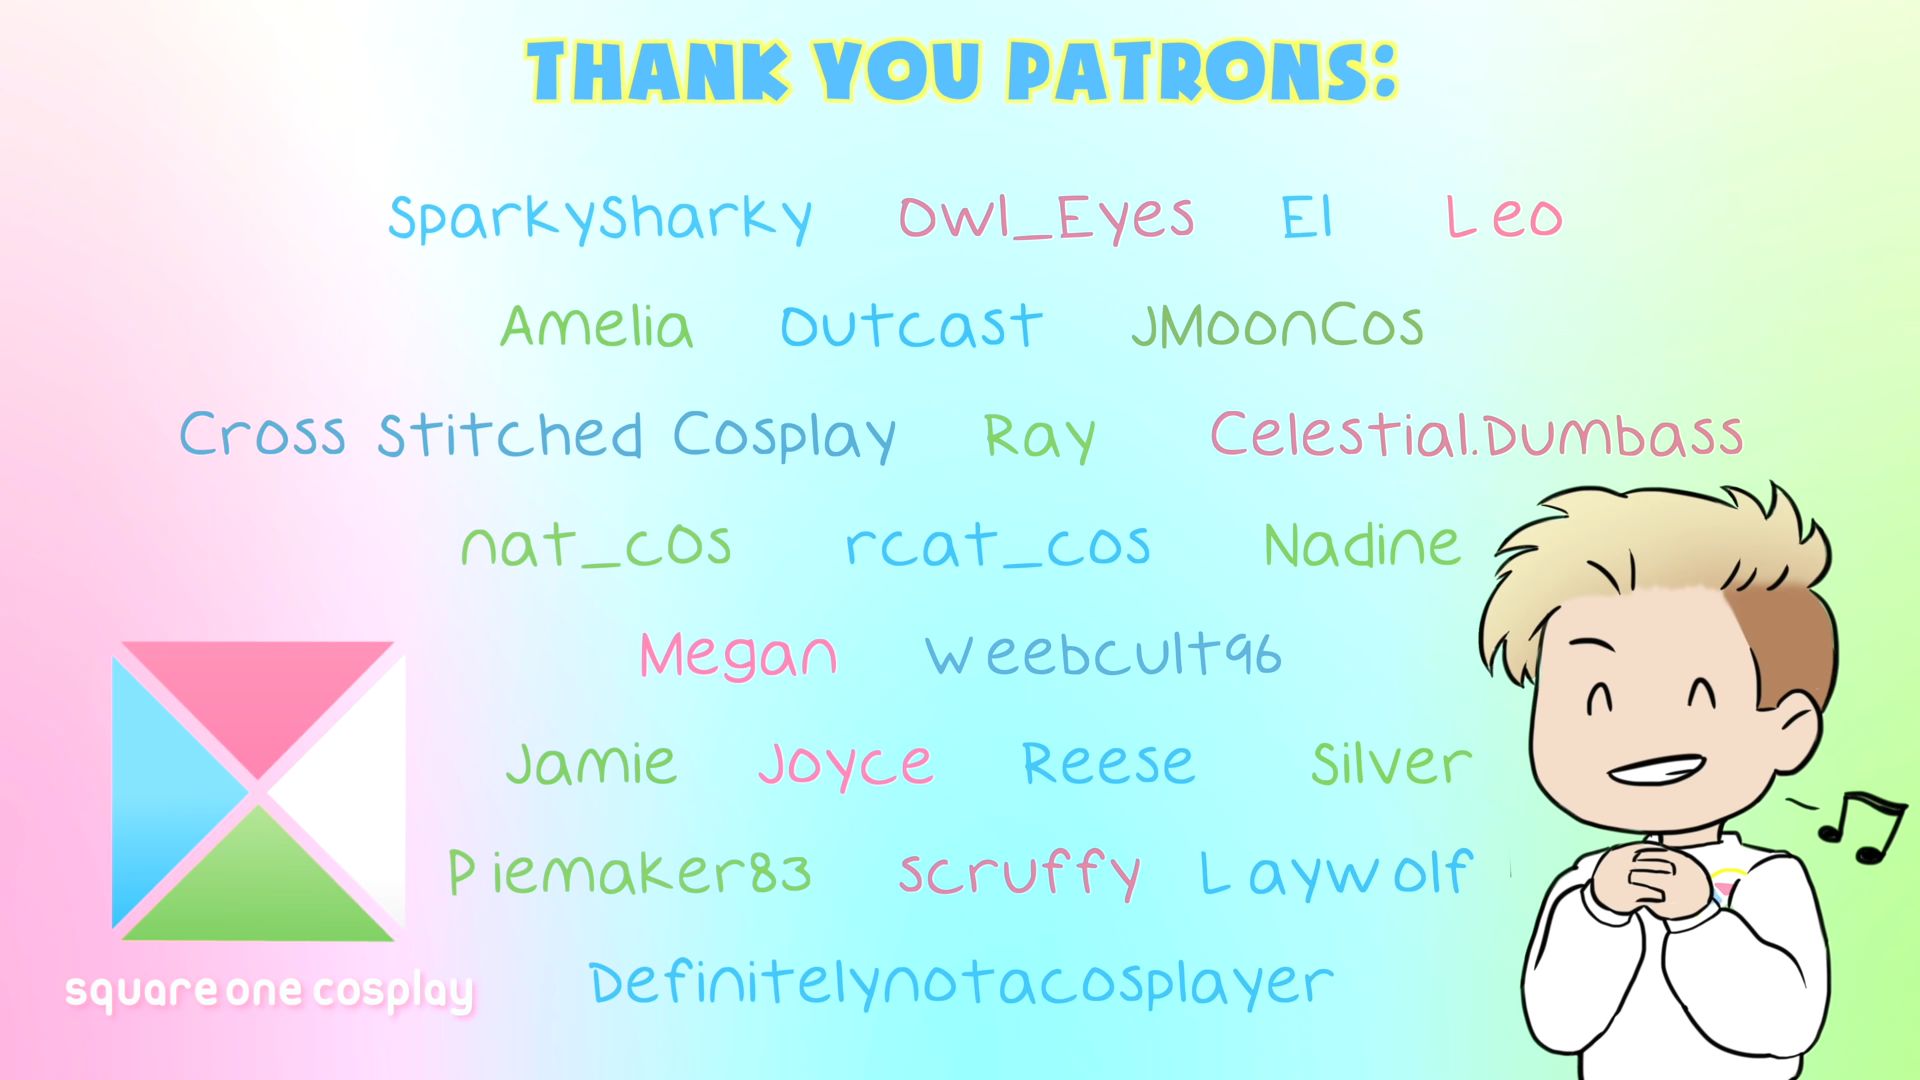 THANK YOU PATRONS:
SparkySharky Owl_Eyes El Leo
Amelia Outcast JMoonCos
Cross Stitched Cosplay Ray Celestial.Dumbass
nat_cos rcat_cos Nadine
Megan Weebcult96
Jamie Joyce Reese Silver
Piemaker83 scruffy Laywolf
Definitelynotacosplayer
square one cosplay